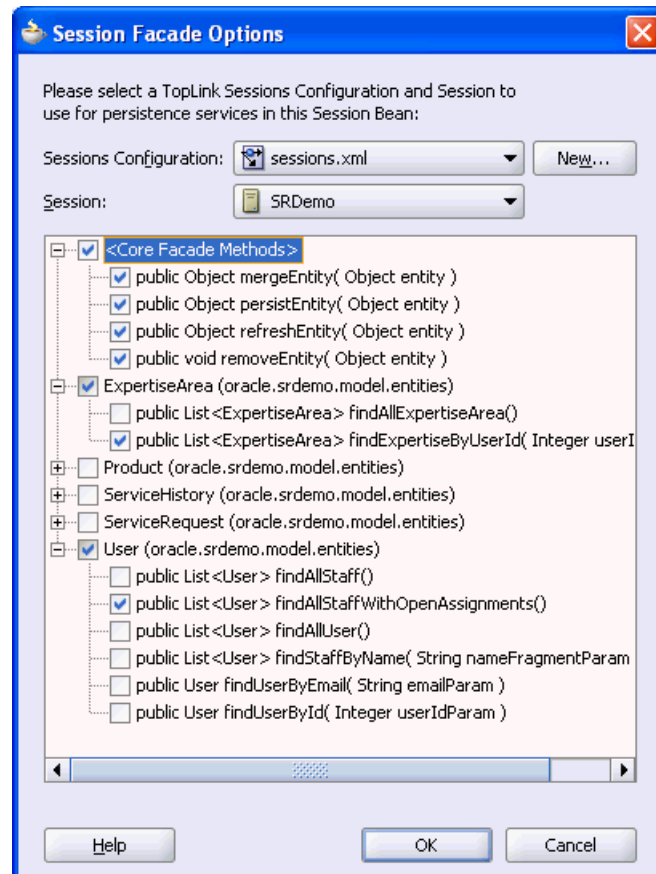 Session Facade Options
Please select a TopLink Sessions Configuration and Session to
use for persistence services in this Session Bean:
Sessions Configuration: sessions.xml New...
Session: SRDemo
<Core Facade Methods>
public Object mergeEntity( Object entity )
public Object persistEntity( Object entity )
public Object refreshEntity( Object entity )
public void removeEntity( Object entity )
ExpertiseArea (oracle.srdemo.model.entities)
public List<ExpertiseArea> findAllExpertiseArea()
public List<ExpertiseArea> findExpertiseByUserId( Integer userI
Product (oracle.srdemo.model.entities)
ServiceHistory (oracle.srdemo.model.entities)
ServiceRequest (oracle.srdemo.model.entities)
User (oracle.srdemo.model.entities)
public List<User> findAllStaff()
public List<User> findAllStaffWithOpenAssignments()
public List<User> findAllUser()
public List<User> findStaffByName( String nameFragmentParam
public User findUserByEmail( String emailParam )
public User findUserById( Integer userIdParam )
Help OK Cancel